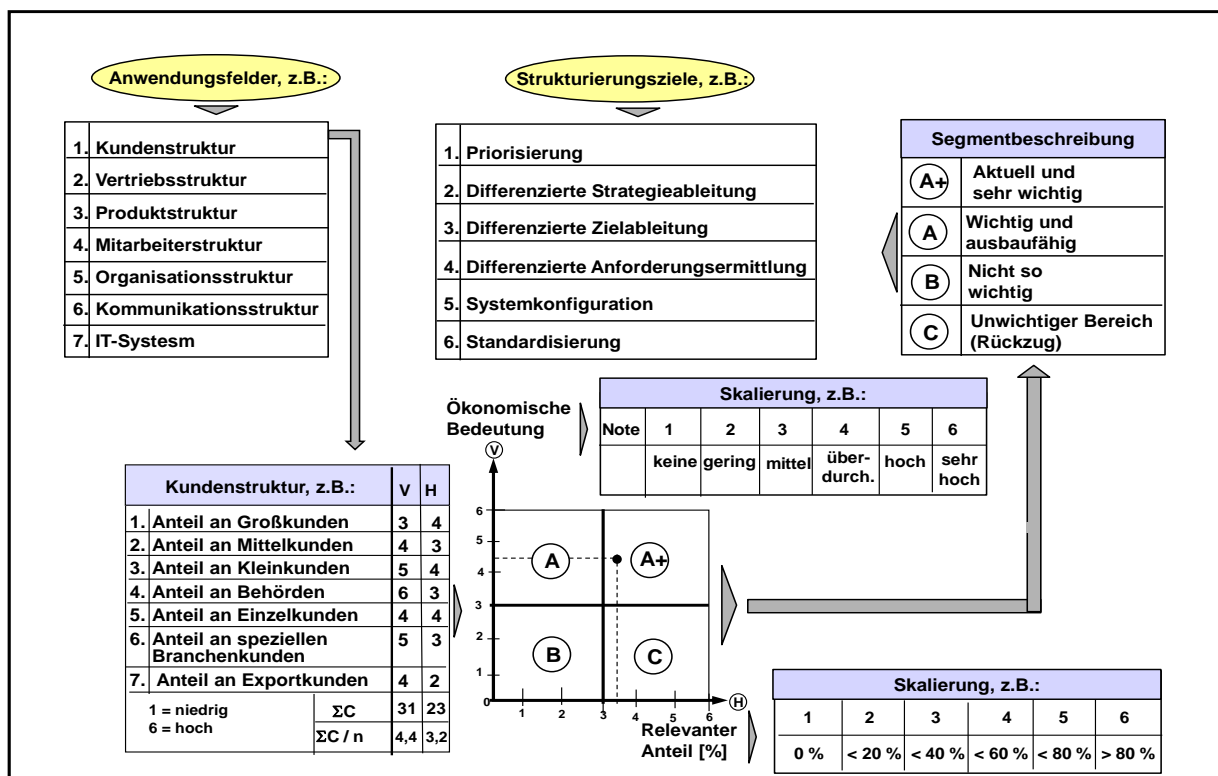 Anwendungsfelder, z.B.:
1. Kundenstruktur
2. Vertriebsstruktur
3. Produktstruktur
4. Mitarbeiterstruktur
5. Organisationsstruktur
6. Kommunikationsstruktur
7. IT-Systesm
Strukturierungsziele, z.B.:
1. Priorisierung
2. Differenzierte Strategieableitung
3. Differenzierte Zielableitung
4. Differenzierte Anforderungsermittlung
5. Systemkonfiguration
6. Standardisierung
Segmentbeschreibung
A+ Aktuell und
sehr wichtig
A Wichtig und
ausbaufähig
B Nicht so
wichtig
C Unwichtiger Bereich
(Rückzug)
Ökonomische
Bedeutung
Skalierung, z.B.:
Note 1 2 3 4 5 6
keine gering mittel über-
durch. hoch sehr
hoch
Kundenstruktur, z.B.: V H
1. Anteil an Großkunden 3 4
2. Anteil an Mittelkunden 4 3
3. Anteil an Kleinkunden 5 4
4. Anteil an Behörden 6 3
5. Anteil an Einzelkunden 4 4
6. Anteil an speziellen
Branchenkunden 5 3
7. Anteil an Exportkunden 4 2
1 = niedrig
6 = hoch
ΣC 31 23
ΣC / n 4,4 3,2
V
6
5
4
3
2
1
0
A A+
B C
1 2 3 4 5 6
H
Relevanter
Anteil [%]
Skalierung, z.B.:
1 2 3 4 5 6
0 % < 20 % < 40 % < 60 % < 80 % > 80 %